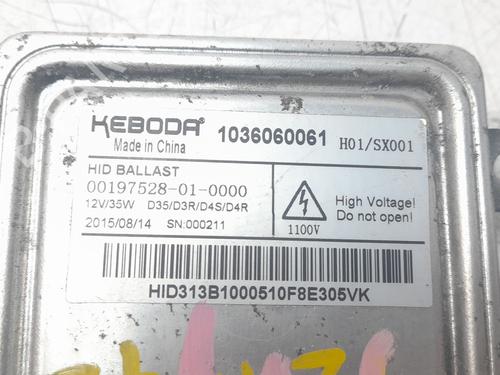 KEBODA 1036060061 H01/SX001
Made in China
HID BALLAST
00197528-01-0000
12V/35W D35/D3R/D4S/D4R
2015/08/14 SN:000211
1100V
High Voltage!
Do not open!
HID313B1000510F8E305VK